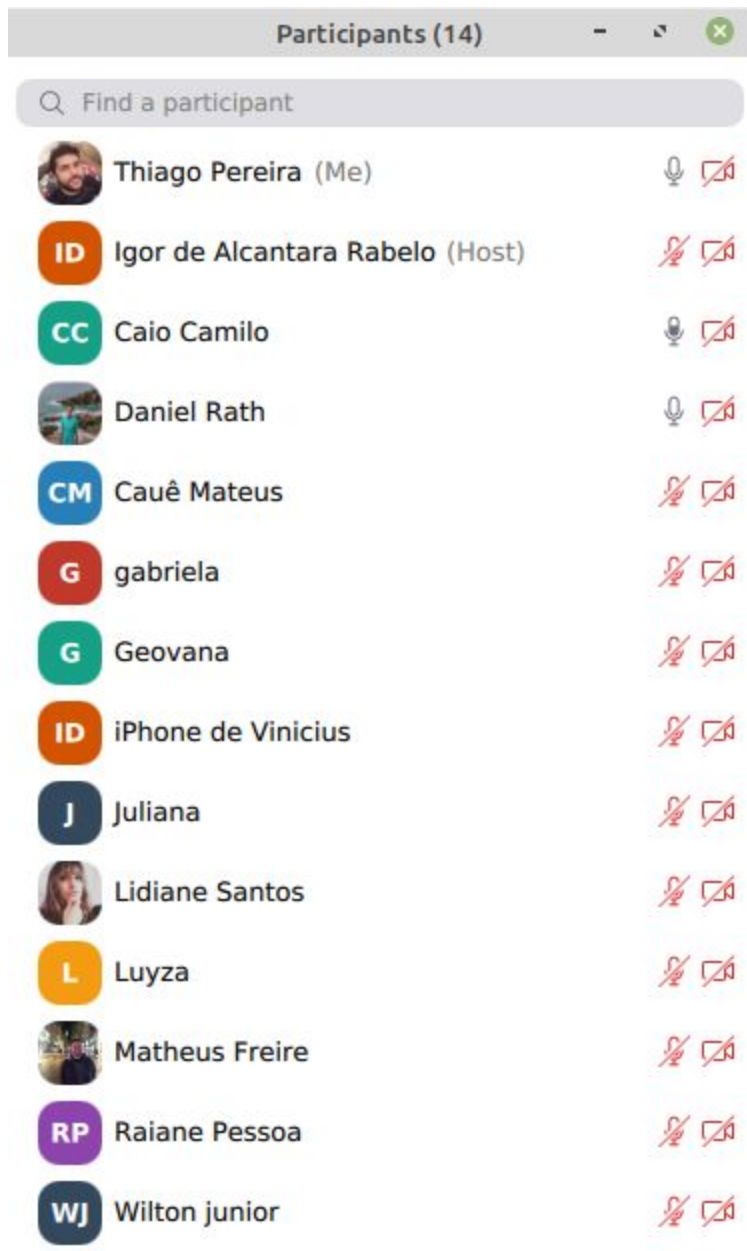 Participants (14)
Find a participant
Thiago Pereira (Me)
ID Igor de Alcantara Rabelo (Host)
CC Caio Camilo
Daniel Rath
CM Cauê Mateus
G gabriela
G Geovana
ID iPhone de Vinicius
J Juliana
Lidiane Santos
L Luyza
Matheus Freire
RP Raiane Pessoa
WJ Wilton junior